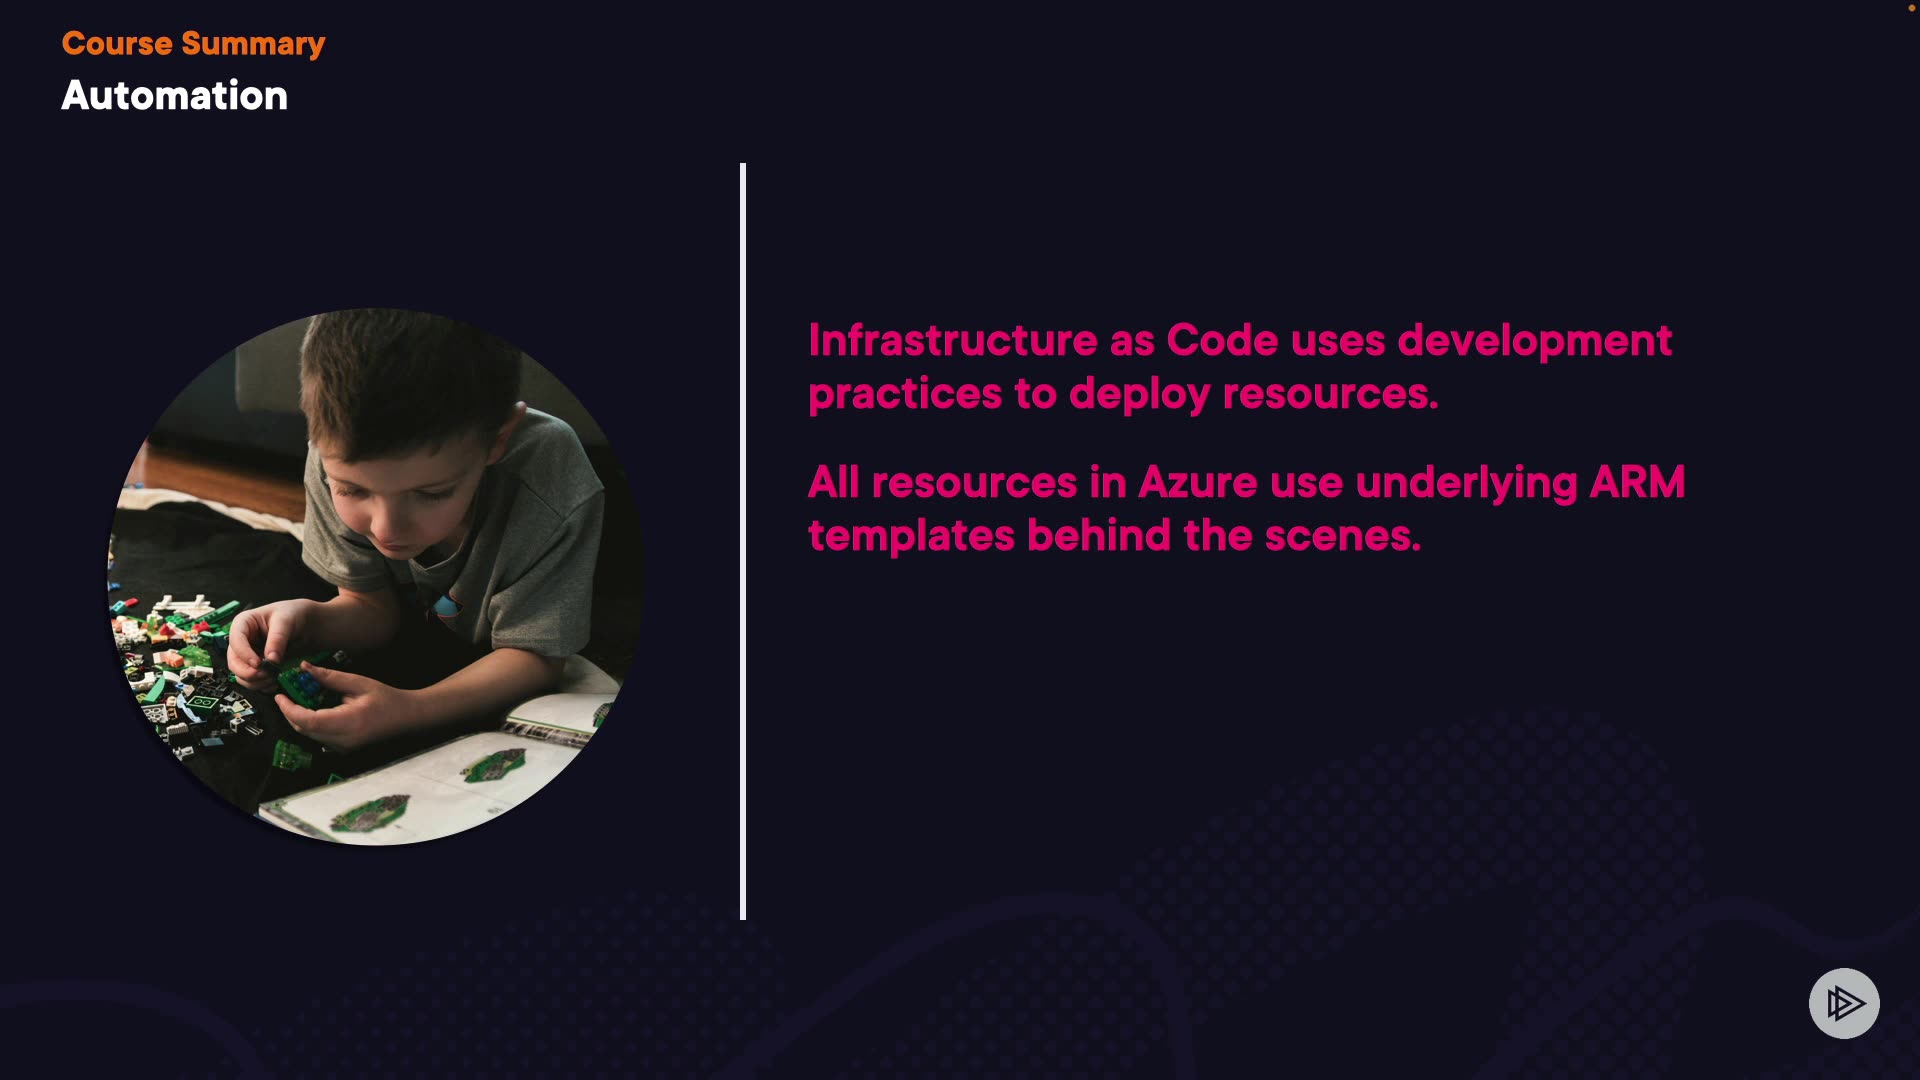 Course Summary
Automation
Infrastructure as Code uses development
practices to deploy resources.
All resources in Azure use underlying ARM
templates behind the scenes.